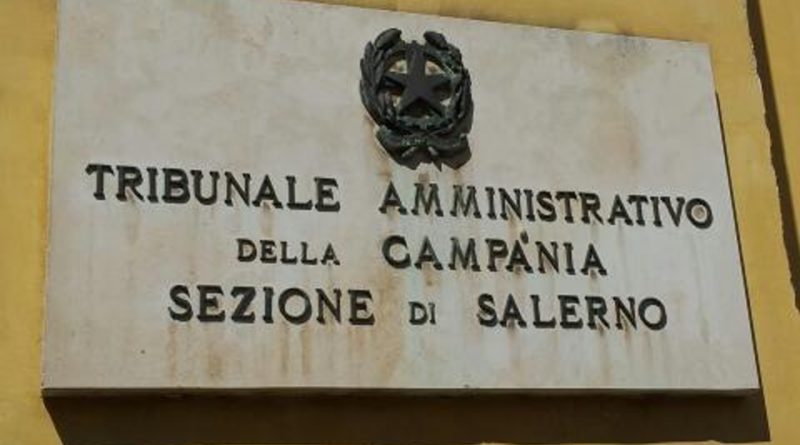 TRIBUNALE AMMINISTRATIVO
DELLA CAMPANIA
SEZIONE DI SALERNO